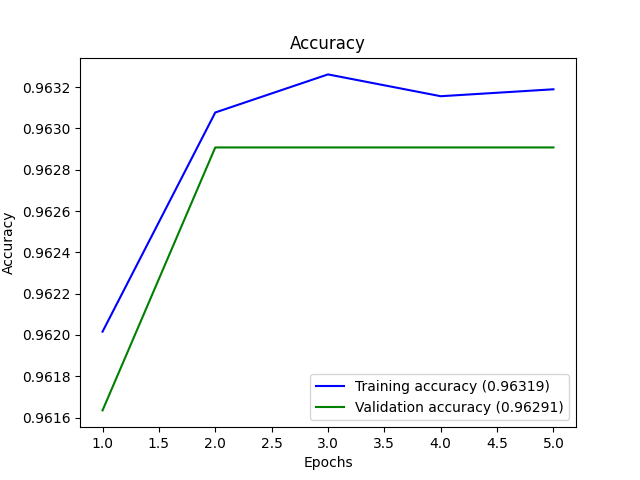 Accuracy
0.9632
0.9630
0.9628
0.9626
0.9624
0.9622
0.9620
0.9618
0.9616
Accuracy
1.0 1.5 2.0 2.5 3.0 3.5 4.0 4.5 5.0
Epochs
Training accuracy (0.96319)
Validation accuracy (0.96291)